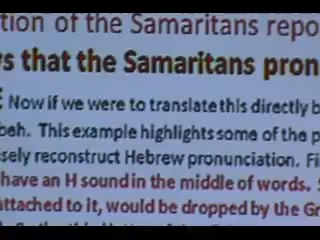 tion of the Samaritans repo
s that the Samaritans pron
Now if we were to translate this directly b
beh. This example highlights some of the p
sely reconstruct Hebrew pronunciation. Fi
have an H sound in the middle of words.
attached to it, would be dropped by the Gr